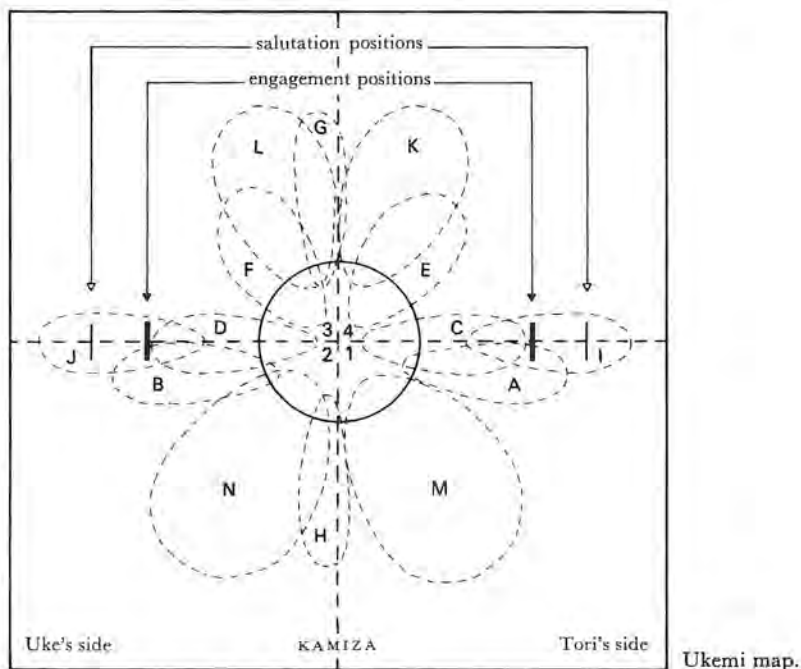 salutation positions
engagement positions
L G K
F E
3 4
J D C I
2 1
B A
N M
H
Uke's side KAMIZA Tori's side
Ukemi map.